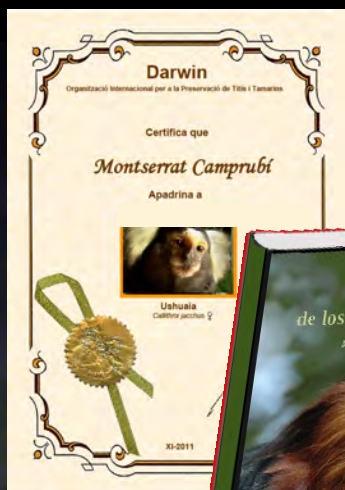 Darwin
Organització Internacional per a la Preservació de Titís i Tamarins
Certifica que
Montserrat Camprubí
Apadrina a
Ushuaia
Callithrix jacchus ♀
XI-2011
de los